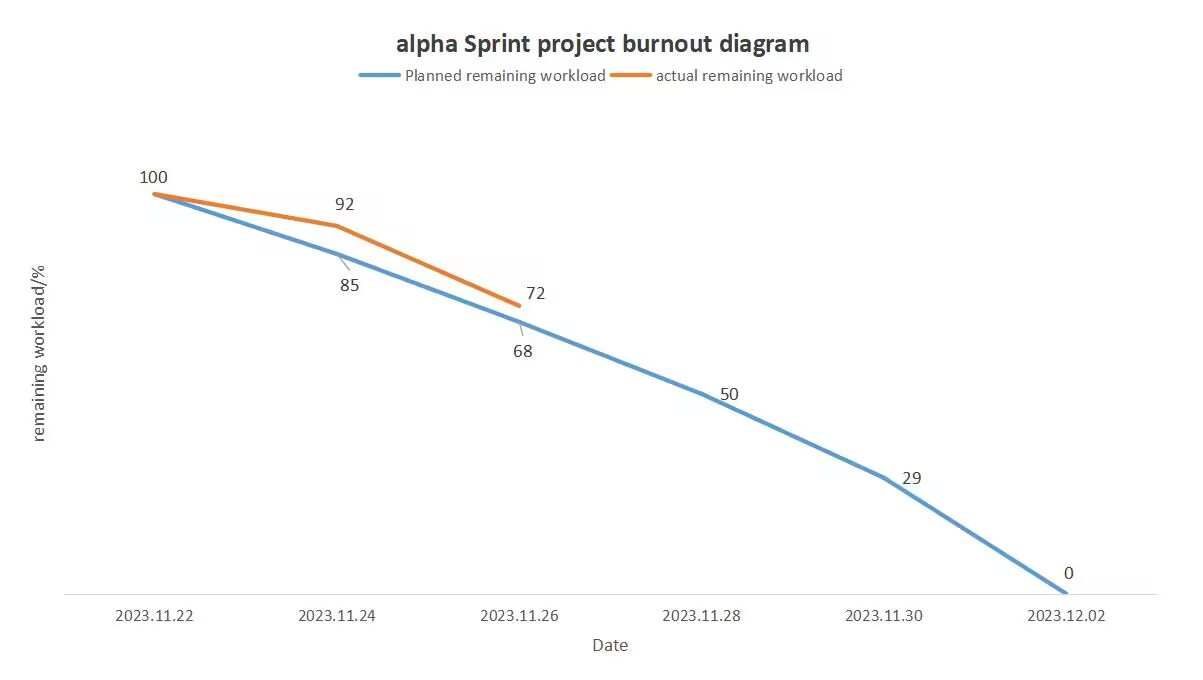 alpha Sprint project burnout diagram
Planned remaining workload actual remaining workload
100
92
85
72
68
50
29
0
remaining workload/%
2023.11.22 2023.11.24 2023.11.26 2023.11.28 2023.11.30 2023.12.02
Date